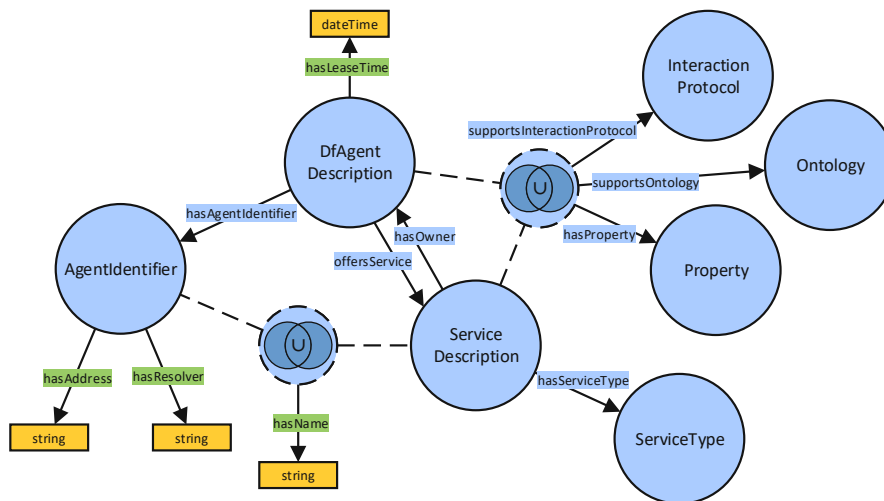 dateTime
hasLeaseTime
Interaction
Protocol
supportsInteractionProtocol
DfAgent
Description
Ontology
supportsOntology
hasAgentIdentifier
hasOwner
hasProperty
offersService
AgentIdentifier
Property
Service
Description
hasAddress
hasResolver
hasServiceType
hasName
string
string
ServiceType
string
∪
∪